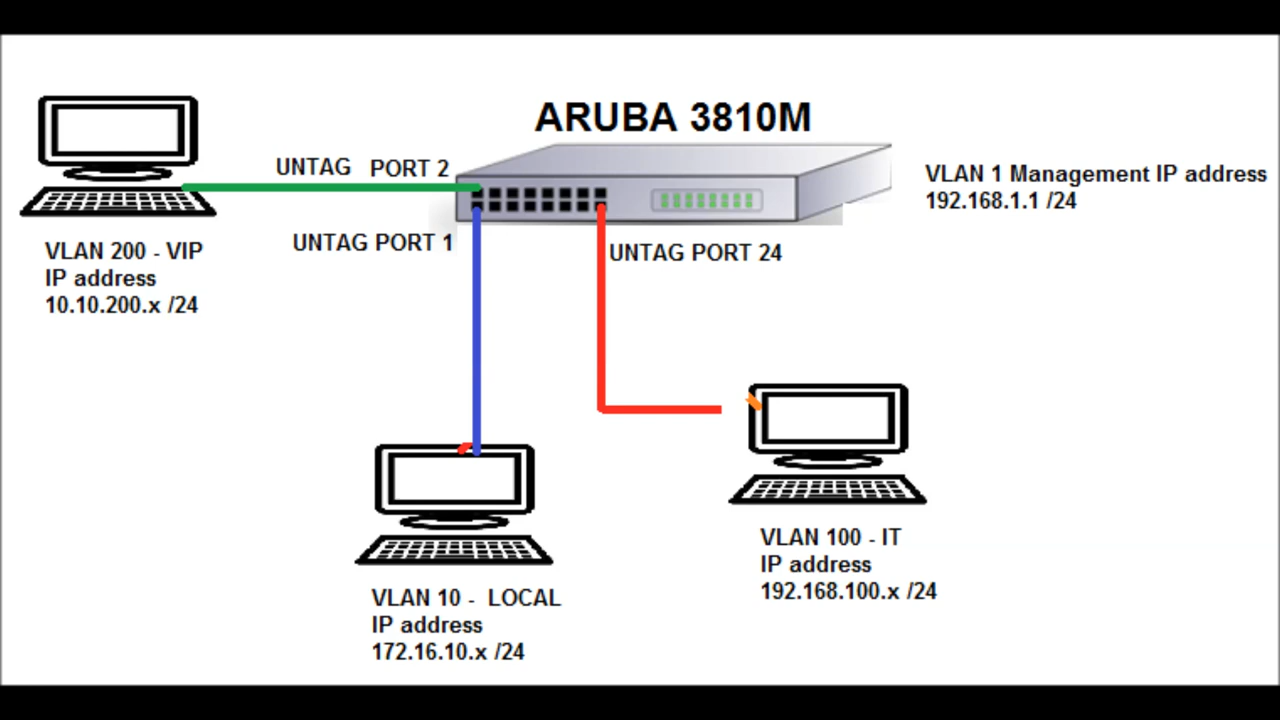 ARUBA 3810M
UNTAG PORT 2
VLAN 1 Management IP address
192.168.1.1 /24
UNTAG PORT 1
UNTAG PORT 24
VLAN 200 - VIP
IP address
10.10.200.x /24
VLAN 100 - IT
IP address
192.168.100.x /24
VLAN 10 - LOCAL
IP address
172.16.10.x /24